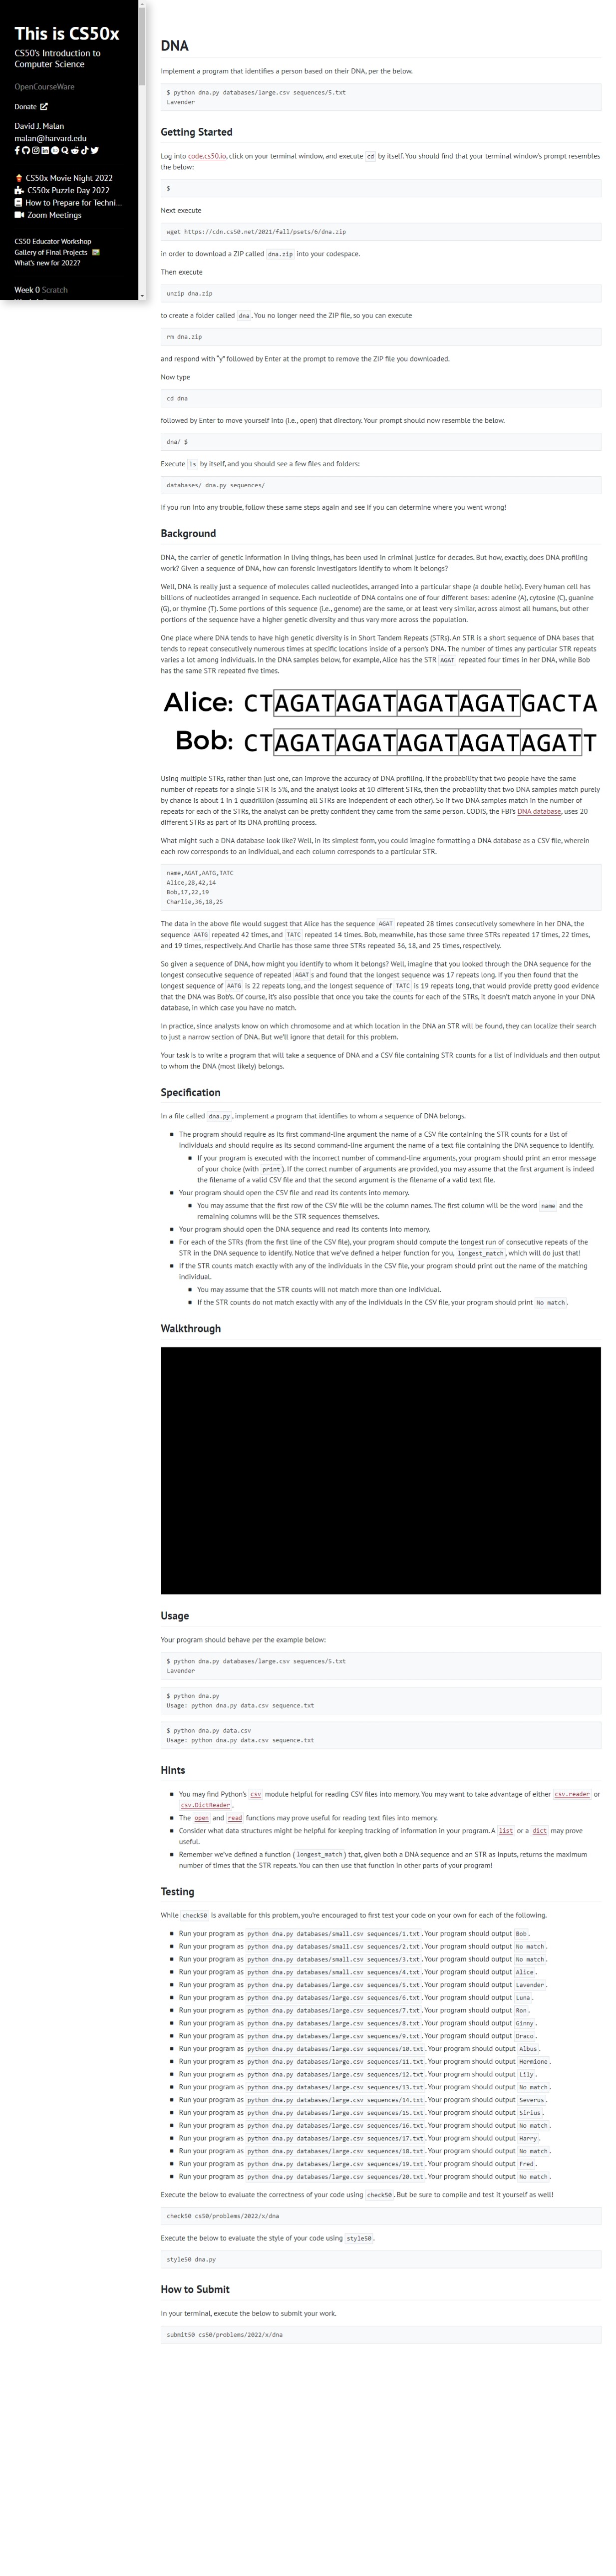 This is CS50x
CS50's Introduction to
Computer Science
OpenCourseWare
Donate
David J. Malan
malan@harvard.edu
CS50x Movie Night 2022
CS50x Puzzle Day 2022
How to Prepare for Techni...
Zoom Meetings
CS50 Educator Workshop
Gallery of Final Projects
What's new for 2022?
Week 0 Scratch
DNA
Implement a program that identifies a person based on their DNA, per the below.
$ python dna.py databases/large.csv sequences/5.txt
Lavender
Getting Started
Log into code.cs50.io, click on your terminal window, and execute cd by itself. You should find that your terminal window's prompt resembles
the below:
$
Next execute
wget https://cdn.cs50.net/2021/fall/psets/6/dna.zip
in order to download a ZIP called dna.zip into your codespace.
Then execute
unzip dna.zip
to create a folder called dna. You no longer need the ZIP file, so you can execute
rm dna.zip
and respond with "y" followed by Enter at the prompt to remove the ZIP file you downloaded.
Now type
cd dna
followed by Enter to move yourself into (i.e., open) that directory. Your prompt should now resemble the below.
dna/ $
Execute ls by itself, and you should see a few files and folders:
databases/ dna.py sequences/
If you run into any trouble, follow these same steps again and see if you can determine where you went wrong!
Background
DNA, the carrier of genetic information in living things, has been used in criminal justice for decades. But how, exactly, does DNA profiling
work? Given a sequence of DNA, how can forensic investigators identify to whom it belongs?
Well, DNA is really just a sequence of molecules called nucleotides, arranged into a particular shape (a double helix). Every human cell has
billions of nucleotides arranged in sequence. Each nucleotide of DNA contains one of four different bases: adenine (A), cytosine (C), guanine
(G), or thymine (T). Some portions of this sequence (i.e., genome) are the same, or at least very similar, across almost all humans, but other
portions of the sequence have a higher genetic diversity and thus vary more across the population.
One place where DNA tends to have high genetic diversity is in Short Tandem Repeats (STRs). An STR is a short sequence of DNA bases that
tends to repeat consecutively numerous times at specific locations inside of a person's DNA. The number of times any particular STR repeats
varies a lot among individuals. In the DNA samples below, for example, Alice has the STR AGAT repeated four times in her DNA, while Bob
has the same STR repeated five times.
Alice: CTAGATAGATAGATAGATGACTA
Bob: CTAGATAGATAGATAGATAGATT
Using multiple STRs, rather than just one, can improve the accuracy of DNA profiling. If the probability that two people have the same
number of repeats for a single STR is 5%, and the analyst looks at 10 different STRs, then the probability that two DNA samples match purely
by chance is about 1 in 1 quadrillion (assuming all STRs are independent of each other). So if two DNA samples match in the number of
repeats for each of the STRs, the analyst can be pretty confident they came from the same person. CODIS, the FBI's DNA database, uses 20
different STRs as part of its DNA profiling process.
What might such a DNA database look like? Well, in its simplest form, you could imagine formatting a DNA database as a CSV file, wherein
each row corresponds to an individual, and each column corresponds to a particular STR.
name,AGAT,AATG,TATC
Alice,28,42,14
Bob,17,22,19
Charlie,36,18,25
The data in the above file would suggest that Alice has the sequence AGAT repeated 28 times consecutively somewhere in her DNA, the
sequence AATG repeated 42 times, and TATC repeated 14 times. Bob, meanwhile, has those same three STRs repeated 17 times, 22 times,
and 19 times, respectively. And Charlie has those same three STRs repeated 36, 18, and 25 times, respectively.
So given a sequence of DNA, how might you identify to whom it belongs? Well, imagine that you looked through the DNA sequence for the
longest consecutive sequence of repeated AGATs and found that the longest sequence was 17 repeats long. If you then found that the
longest sequence of AATG is 22 repeats long, and the longest sequence of TATC is 19 repeats long, that would provide pretty good evidence
that the DNA was Bob's. Of course, it's also possible that once you take the counts for each of the STRs, it doesn't match anyone in your DNA
database, in which case you have no match.
In practice, since analysts know on which chromosome and at which location in the DNA an STR will be found, they can localize their search
to just a narrow section of DNA. But we'll ignore that detail for this problem.
Your task is to write a program that will take a sequence of DNA and a CSV file containing STR counts for a list of individuals and then output
to whom the DNA (most likely) belongs.
Specification
In a file called dna.py, implement a program that identifies to whom a sequence of DNA belongs.
The program should require as its first command-line argument the name of a CSV file containing the STR counts for a list of
individuals and should require as its second command-line argument the name of a text file containing the DNA sequence to identify.
If your program is executed with the incorrect number of command-line arguments, your program should print an error message
of your choice (with print). If the correct number of arguments are provided, you may assume that the first argument is indeed
the filename of a valid CSV file and that the second argument is the filename of a valid text file.
Your program should open the CSV file and read its contents into memory.
You may assume that the first row of the CSV file will be the column names. The first column will be the word name and the
remaining columns will be the STR sequences themselves.
Your program should open the DNA sequence and read its contents into memory.
For each of the STRs (from the first line of the CSV file), your program should compute the longest run of consecutive repeats of the
STR in the DNA sequence to identify. Notice that we've defined a helper function for you, longest_match, which will do just that!
If the STR counts match exactly with any of the individuals in the CSV file, your program should print out the name of the matching
individual.
You may assume that the STR counts will not match more than one individual.
If the STR counts do not match exactly with any of the individuals in the CSV file, your program should print No match.
Walkthrough
Usage
Your program should behave per the example below:
$ python dna.py databases/large.csv sequences/5.txt
Lavender
$ python dna.py
Usage: python dna.py data.csv sequence.txt
$ python dna.py data.csv
Usage: python dna.py data.csv sequence.txt
Hints
You may find Python's csv module helpful for reading CSV files into memory. You may want to take advantage of either csv.reader or
csv.DictReader.
The open and read functions may prove useful for reading text files into memory.
Consider what data structures might be helpful for keeping tracking of information in your program. A list or a dict may prove
useful.
Remember we've defined a function (longest_match) that, given both a DNA sequence and an STR as inputs, returns the maximum
number of times that the STR repeats. You can then use that function in other parts of your program!
Testing
While check50 is available for this problem, you're encouraged to first test your code on your own for each of the following.
Run your program as python dna.py databases/small.csv sequences/1.txt. Your program should output Bob.
Run your program as python dna.py databases/small.csv sequences/2.txt. Your program should output No match.
Run your program as python dna.py databases/small.csv sequences/3.txt. Your program should output No match.
Run your program as python dna.py databases/small.csv sequences/4.txt. Your program should output Alice.
Run your program as python dna.py databases/large.csv sequences/5.txt. Your program should output Lavender.
Run your program as python dna.py databases/large.csv sequences/6.txt. Your program should output Luna.
Run your program as python dna.py databases/large.csv sequences/7.txt. Your program should output Ron.
Run your program as python dna.py databases/large.csv sequences/8.txt. Your program should output Ginny.
Run your program as python dna.py databases/large.csv sequences/9.txt. Your program should output Draco.
Run your program as python dna.py databases/large.csv sequences/10.txt. Your program should output Albus.
Run your program as python dna.py databases/large.csv sequences/11.txt. Your program should output Hermione.
Run your program as python dna.py databases/large.csv sequences/12.txt. Your program should output Lily.
Run your program as python dna.py databases/large.csv sequences/13.txt. Your program should output No match.
Run your program as python dna.py databases/large.csv sequences/14.txt. Your program should output Severus.
Run your program as python dna.py databases/large.csv sequences/15.txt. Your program should output Sirius.
Run your program as python dna.py databases/large.csv sequences/16.txt. Your program should output No match.
Run your program as python dna.py databases/large.csv sequences/17.txt. Your program should output Harry.
Run your program as python dna.py databases/large.csv sequences/18.txt. Your program should output No match.
Run your program as python dna.py databases/large.csv sequences/19.txt. Your program should output Fred.
Run your program as python dna.py databases/large.csv sequences/20.txt. Your program should output No match.
Execute the below to evaluate the correctness of your code using check50. But be sure to compile and test it yourself as well!
check50 cs50/problems/2022/x/dna
Execute the below to evaluate the style of your code using style50.
style50 dna.py
How to Submit
In your terminal, execute the below to submit your work.
submit50 cs50/problems/2022/x/dna